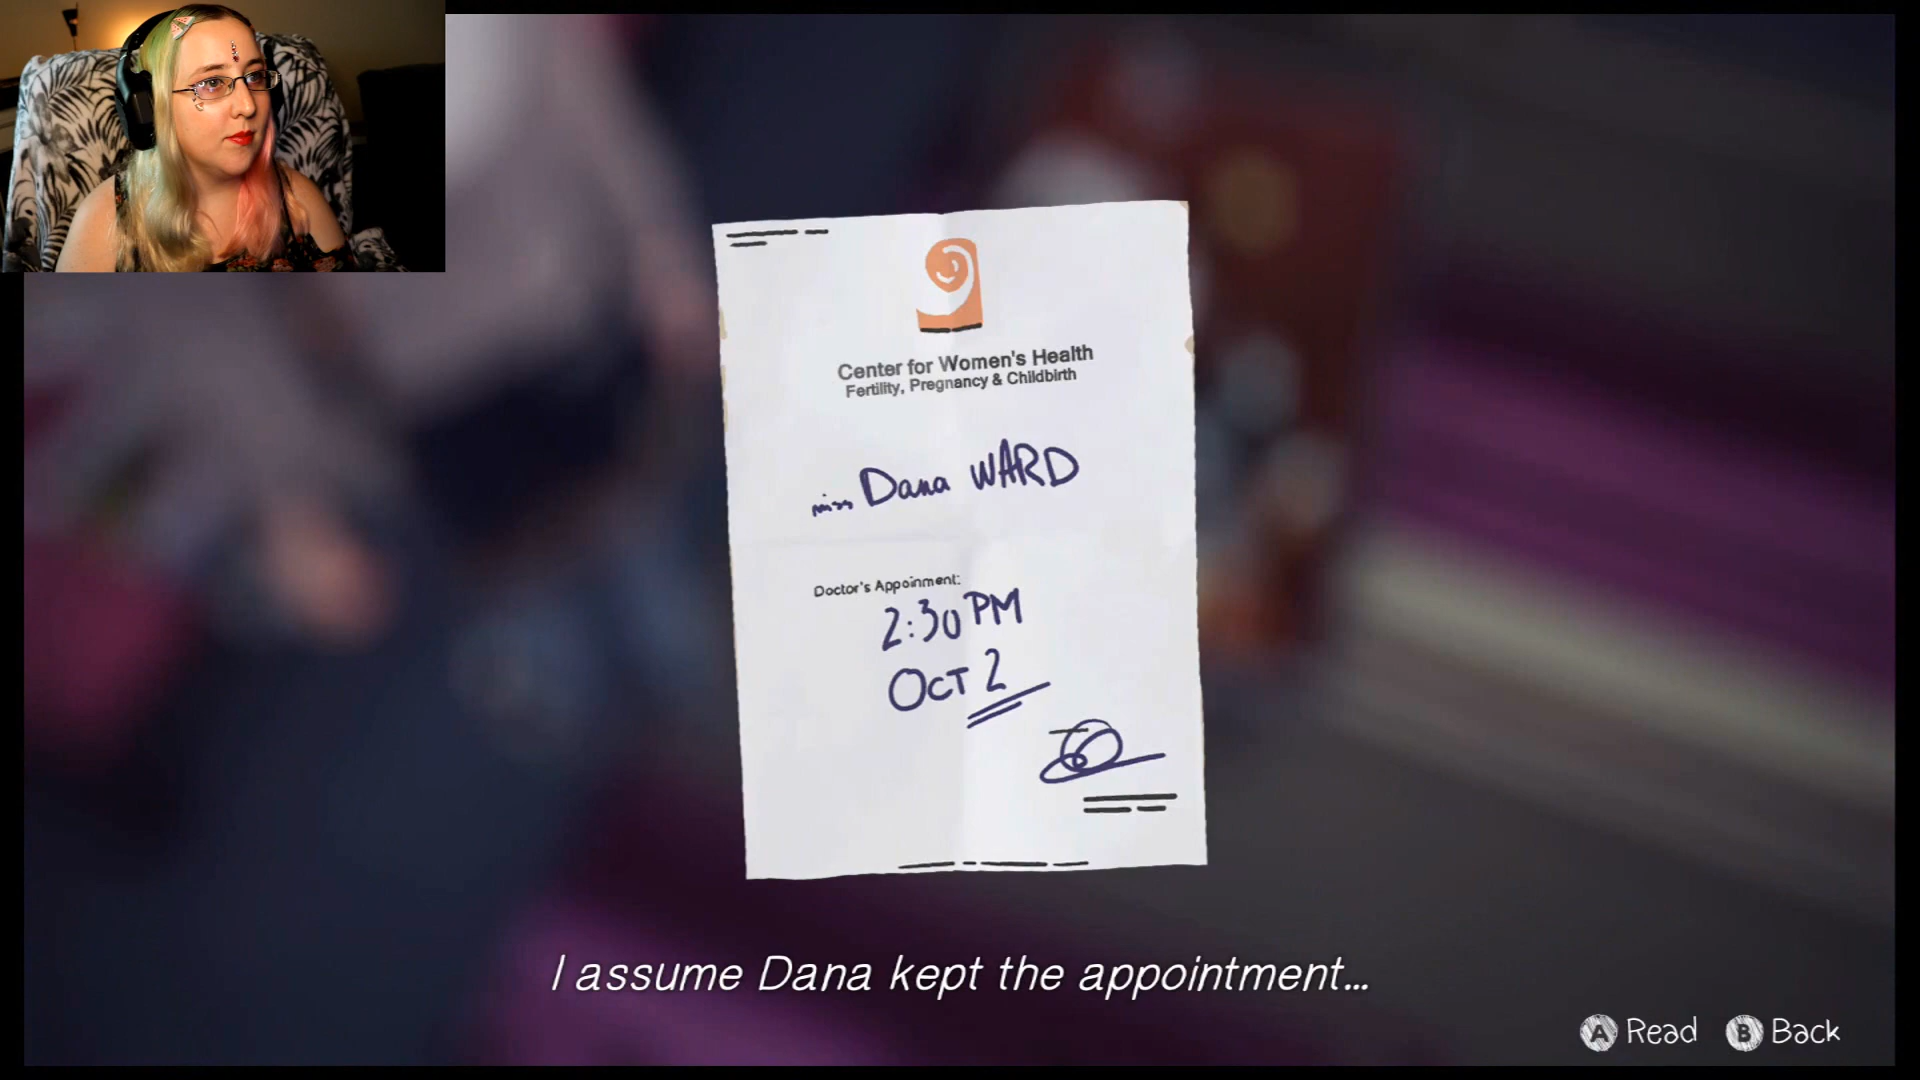 Center for Women's Health
Fertility, Pregnancy & Childbirth
miss Dana WARD
Doctor's Appoinment:
2:30 PM
OCT 2
I assume Dana kept the appointment...
A Read B Back